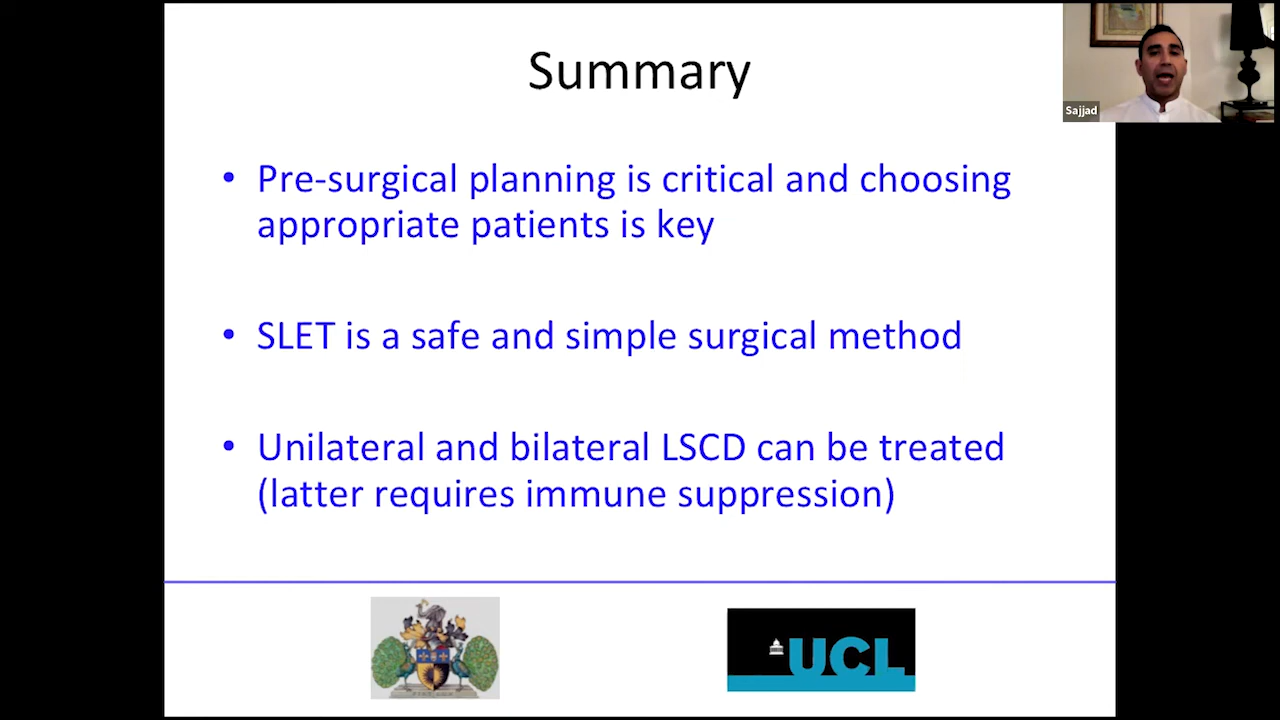 Summary
Sajjad
• Pre-surgical planning is critical and choosing
appropriate patients is key
• SLET is a safe and simple surgical method
• Unilateral and bilateral LSCD can be treated
(latter requires immune suppression)
UCL